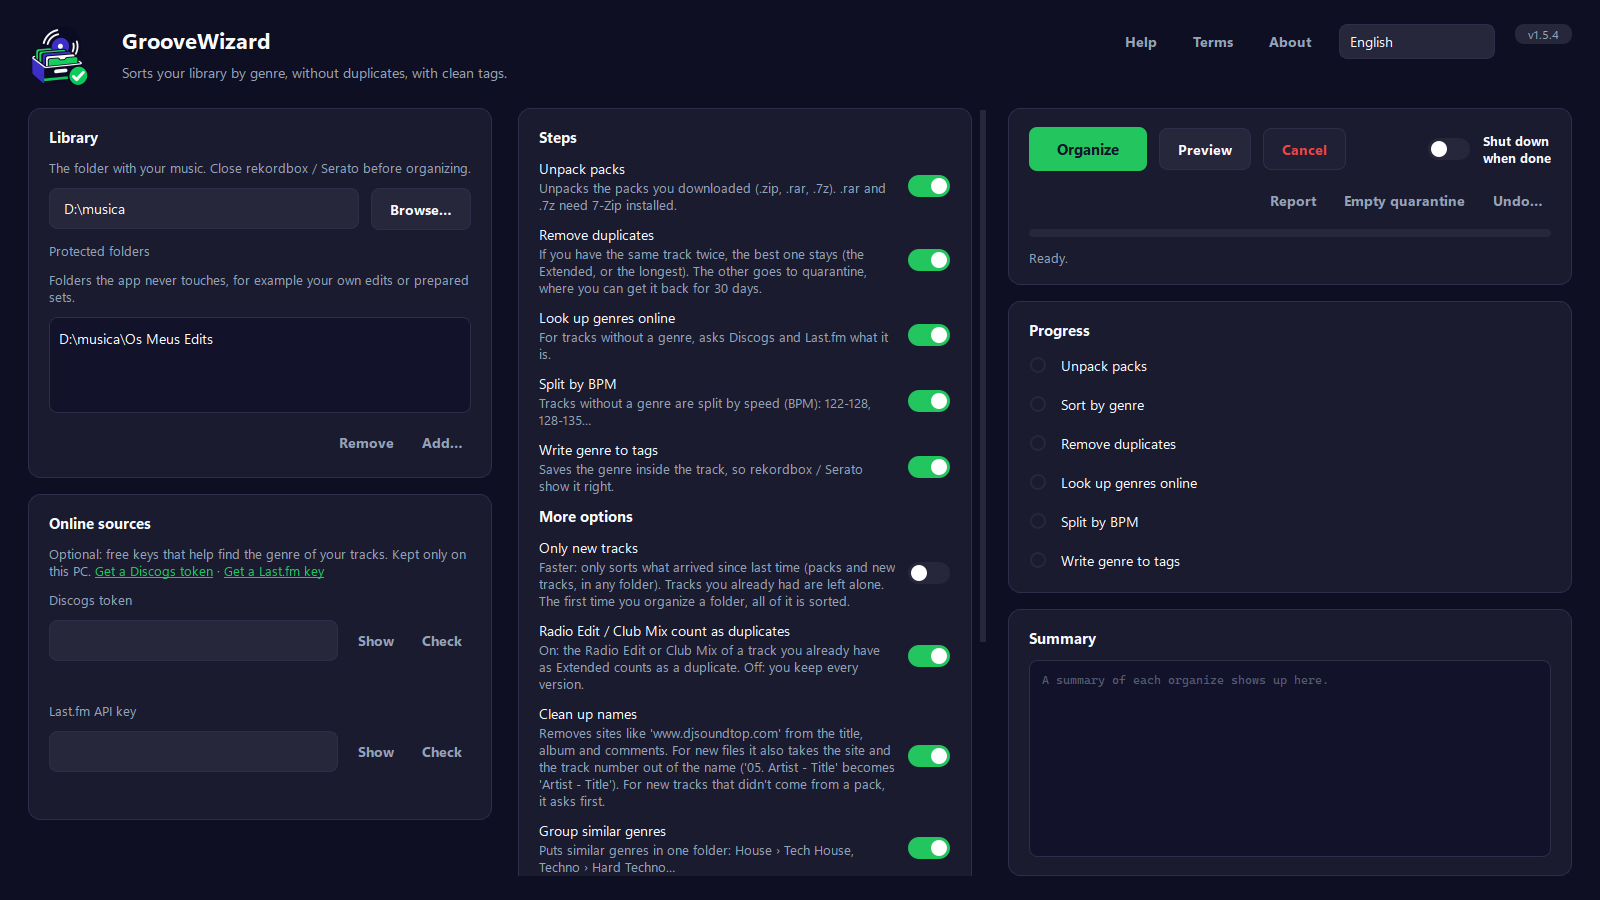 GrooveWizard
Sorts your library by genre, without duplicates, with clean tags.
Help
Terms
About
English
v1.5.4
Library
The folder with your music. Close rekordbox / Serato before organizing.
D:\musica
Browse...
Protected folders
Folders the app never touches, for example your own edits or prepared
sets.
D:\musica\Os Meus Edits
Remove
Add...
Online sources
Optional: free keys that help find the genre of your tracks. Kept only on
this PC. Get a Discogs token · Get a Last.fm key
Discogs token
Show
Check
Last.fm API key
Show
Check
Steps
Unpack packs
Unpacks the packs you downloaded (.zip, .rar, .7z). .rar and
.7z need 7-Zip installed.
Remove duplicates
If you have the same track twice, the best one stays (the
Extended, or the longest). The other goes to quarantine,
where you can get it back for 30 days.
Look up genres online
For tracks without a genre, asks Discogs and Last.fm what it
is.
Split by BPM
Tracks without a genre are split by speed (BPM): 122-128,
128-135...
Write genre to tags
Saves the genre inside the track, so rekordbox / Serato
show it right.
More options
Only new tracks
Faster: only sorts what arrived since last time (packs and new
tracks, in any folder). Tracks you already had are left alone.
The first time you organize a folder, all of it is sorted.
Radio Edit / Club Mix count as duplicates
On: the Radio Edit or Club Mix of a track you already have
as Extended counts as a duplicate. Off: you keep every
version.
Clean up names
Removes sites like 'www.djsoundtop.com' from the title,
album and comments. For new files it also takes the site and
the track number out of the name ('05. Artist - Title' becomes
'Artist - Title'). For new tracks that didn't come from a pack,
it asks first.
Group similar genres
Puts similar genres in one folder: House › Tech House,
Techno › Hard Techno...
Organize
Preview
Cancel
Shut down
when done
Report
Empty quarantine
Undo...
Ready.
Progress
Unpack packs
Sort by genre
Remove duplicates
Look up genres online
Split by BPM
Write genre to tags
Summary
A summary of each organize shows up here.